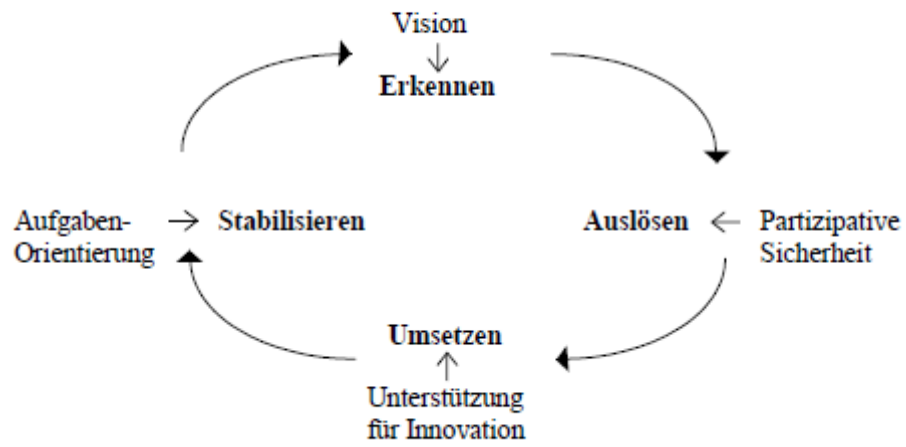 Vision
Erkennen
Aufgaben-
Orientierung
Stabilisieren
Auslösen
Partizipative
Sicherheit
Umsetzen
Unterstützung
für Innovation